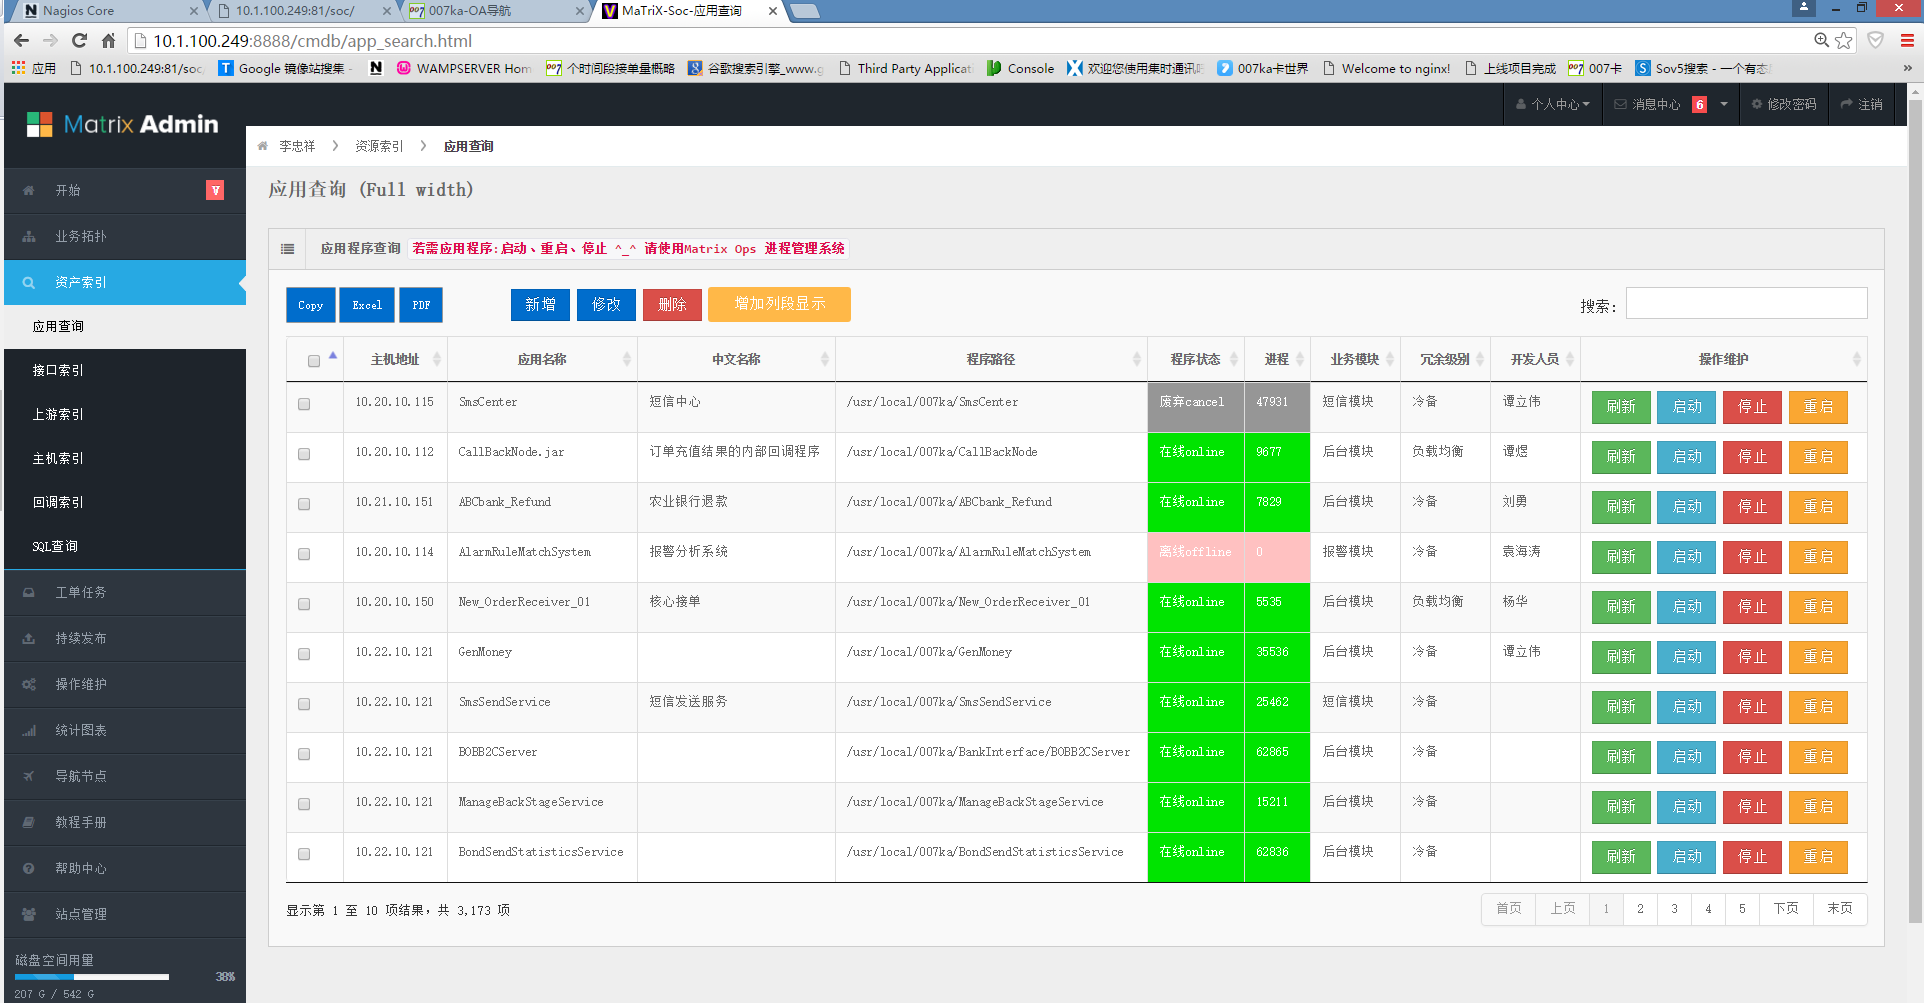 Nagios Core
10.1.100.249:81/soc/
007ka-OA导航
MaTriX-Soc-应用查询
10.1.100.249:8888/cmdb/app_search.html
应用 10.1.100.249:81/soc, Google 镜像站搜集 - WAMPSERVER Hom 个时间段接单量概略 谷歌搜索引擎_www.g Third Party Applicati Console 欢迎您使用集时通讯 007ka卡世界 Welcome to nginx! 上线项目完成 007卡 Sov5搜索 - 一个有态 »
Matrix Admin
个人中心 消息中心 6 修改密码 注销
李忠祥 资源索引 应用查询
应用查询 (Full width)
开始 V
业务拓扑
资产索引
应用查询
接口索引
上游索引
主机索引
回调索引
SQL查询
工单任务
持续发布
操作维护
统计图表
导航节点
教程手册
帮助中心
站点管理
磁盘空间用量
38%
207 G / 542 G
应用程序查询 若需应用程序:启动、重启、停止 ^_^ 请使用Matrix Ops 进程管理系统
Copy Excel PDF 新增 修改 删除 增加列段显示 搜索:
主机地址 应用名称 中文名称 程序路径 程序状态 进程 业务模块 冗余级别 开发人员 操作维护
10.20.10.115 SmsCenter 短信中心 /usr/local/007ka/SmsCenter 废弃cancel 47931 短信模块 冷备 谭立伟 刷新 启动 停止 重启
10.20.10.112 CallBackNode.jar 订单充值结果的内部回调程序 /usr/local/007ka/CallBackNode 在线online 9677 后台模块 负载均衡 谭煜 刷新 启动 停止 重启
10.21.10.151 ABCbank_Refund 农业银行退款 /usr/local/007ka/ABCbank_Refund 在线online 7829 后台模块 冷备 刘勇 刷新 启动 停止 重启
10.20.10.114 AlarmRuleMatchSystem 报警分析系统 /usr/local/007ka/AlarmRuleMatchSystem 离线offline 0 报警模块 冷备 袁海涛 刷新 启动 停止 重启
10.20.10.150 New_OrderReceiver_01 核心接单 /usr/local/007ka/New_OrderReceiver_01 在线online 5535 后台模块 负载均衡 杨华 刷新 启动 停止 重启
10.22.10.121 GenMoney /usr/local/007ka/GenMoney 在线online 35536 后台模块 冷备 谭立伟 刷新 启动 停止 重启
10.22.10.121 SmsSendService 短信发送服务 /usr/local/007ka/SmsSendService 在线online 25462 短信模块 冷备 刷新 启动 停止 重启
10.22.10.121 BOBB2CServer /usr/local/007ka/BankInterface/BOBB2CServer 在线online 62865 后台模块 冷备 刷新 启动 停止 重启
10.22.10.121 ManageBackStageService /usr/local/007ka/ManageBackStageService 在线online 15211 后台模块 冷备 刷新 启动 停止 重启
10.22.10.121 BondSendStatisticsService /usr/local/007ka/BondSendStatisticsService 在线online 62836 后台模块 冷备 刷新 启动 停止 重启
显示第 1 至 10 项结果，共 3,173 项
首页 上页 1 2 3 4 5 下页 末页